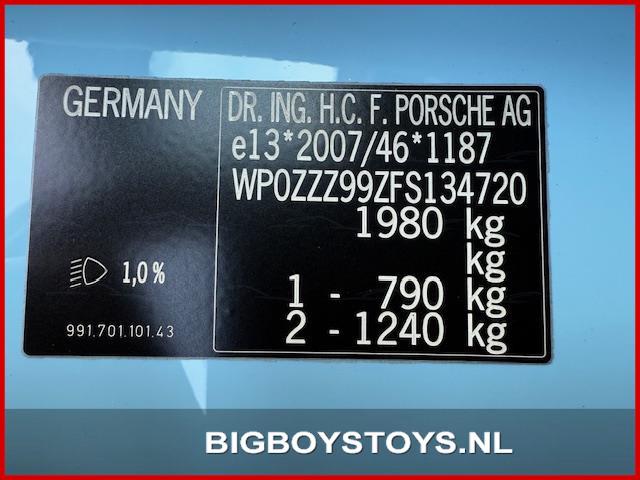 GERMANY
DR. ING. H.C. F. PORSCHE AG
e13*2007/46*1187
WP0ZZZ99ZFS134720
1980 kg
kg
1 - 790 kg
2 - 1240 kg
1,0%
991.701.101.43
BIGBOYSTOYS.NL